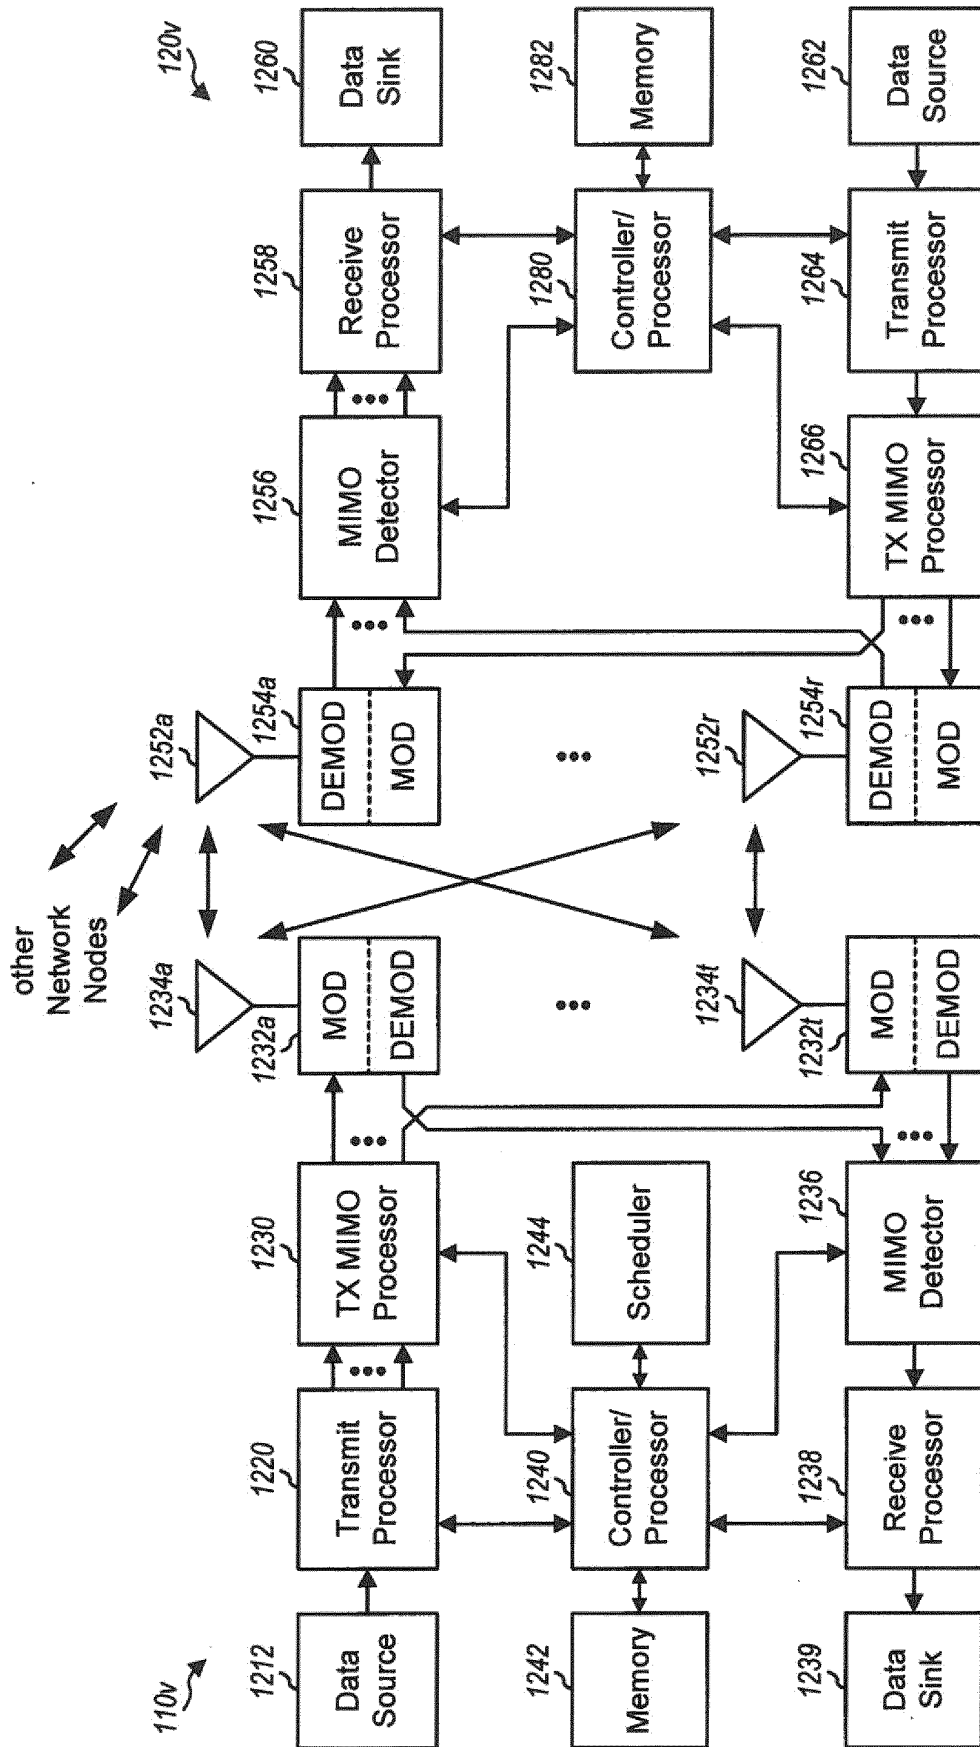 110v
1212
Data
Source
1220
Transmit
Processor
1230
TX MIMO
Processor
1232a
MOD
DEMOD
1234a
other
Network
Nodes
1252a
1254a
DEMOD
MOD
1256
MIMO
Detector
1258
Receive
Processor
1260
Data
Sink
120v
1242
Memory
1240
Controller/
Processor
1244
Scheduler
1280
Controller/
Processor
1282
Memory
1239
Data
Sink
1238
Receive
Processor
1236
MIMO
Detector
1232t
MOD
DEMOD
1234t
1252r
1254r
DEMOD
MOD
1266
TX MIMO
Processor
1264
Transmit
Processor
1262
Data
Source